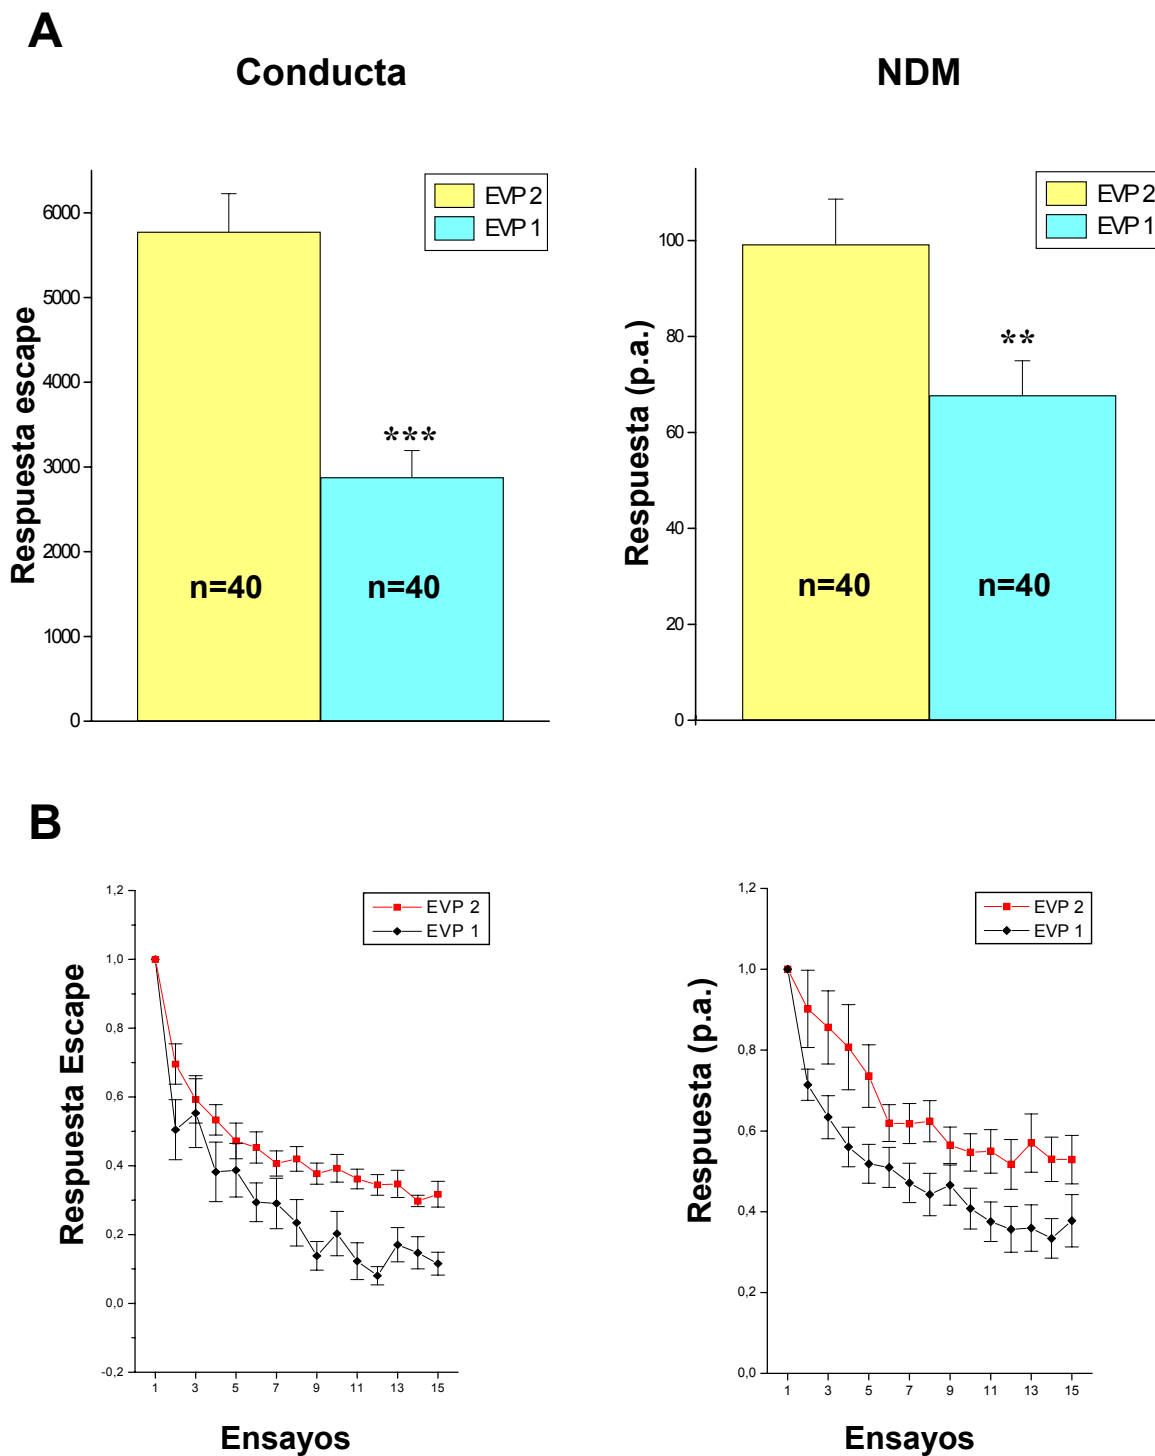 A
Conducta
NDM
EVP 2
EVP 1
Respuesta escape
6000
5000
4000
3000
2000
1000
0
***
n=40
n=40
EVP 2
EVP 1
Respuesta (p.a.)
100
80
60
40
20
0
**
n=40
n=40
B
EVP 2
EVP 1
Respuesta Escape
1,2
1,0
0,8
0,6
0,4
0,2
0,0
-0,2
1 3 5 7 9 11 13 15
Ensayos
EVP 2
EVP 1
Respuesta (p.a.)
1,2
1,0
0,8
0,6
0,4
0,2
0,0
1 3 5 7 9 11 13 15
Ensayos